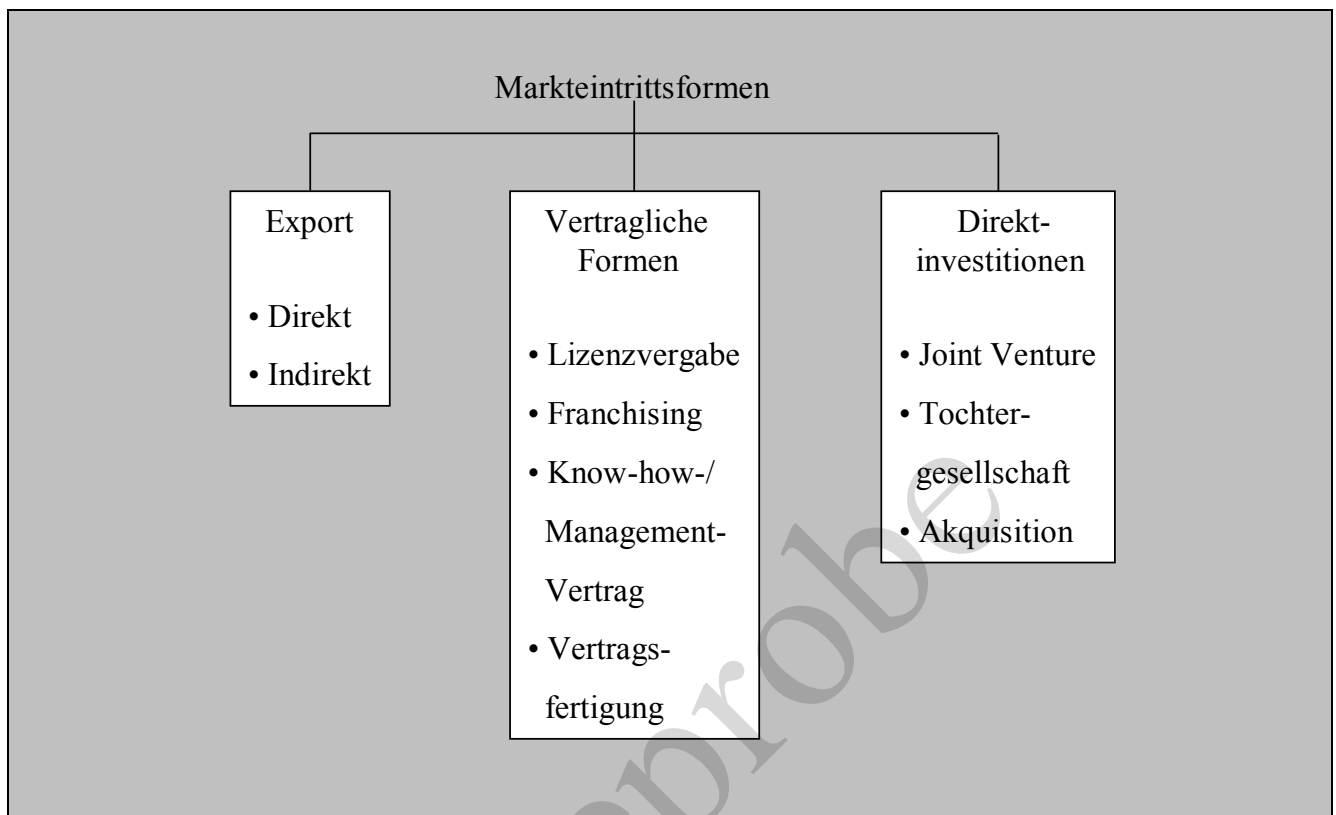 Markteintrittsformen
Export
• Direkt
• Indirekt
Vertragliche
Formen
• Lizenzvergabe
• Franchising
• Know-how-/
Management-
Vertrag
• Vertrags-
fertigung
Direkt-
investitionen
• Joint Venture
• Tochter-
gesellschaft
• Akquisition